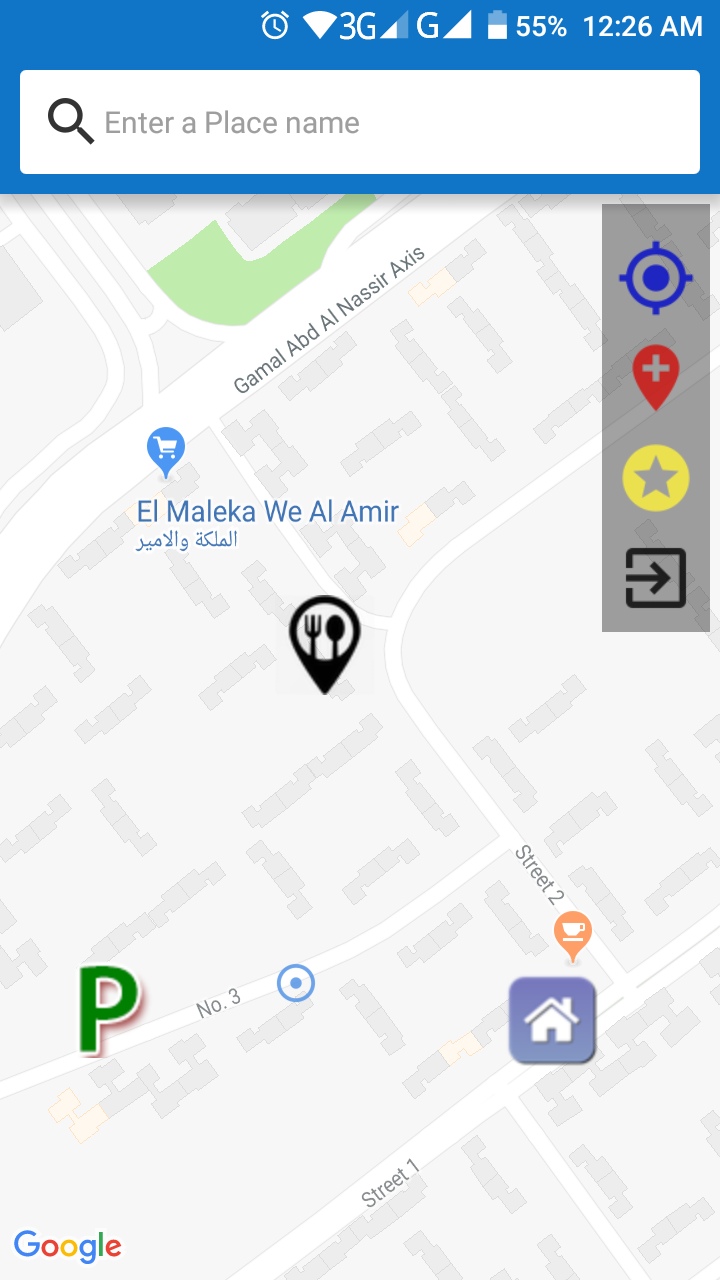 3G G 55% 12:26 AM
Enter a Place name
Gamal Abd Al Nassir Axis
El Maleka We Al Amir
الملكة والامير
Street 2
P
No. 3
Street 1
Google